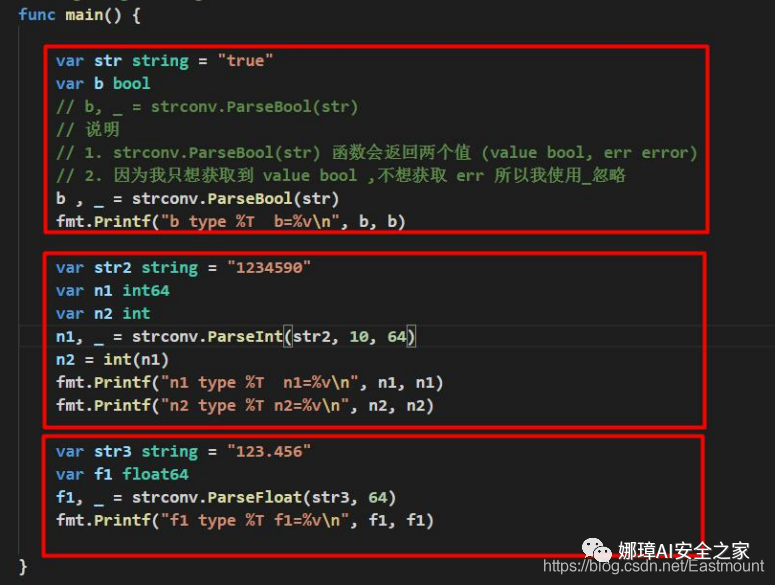 func main() {
var str string = "true"
var b bool
// b, _ = strconv.ParseBool(str)
// 说明
// 1. strconv.ParseBool(str) 函数会返回两个值 (value bool, err error)
// 2. 因为我只想获取到 value bool ,不想获取 err 所以我使用_忽略
b , _ = strconv.ParseBool(str)
fmt.Printf("b type %T  b=%v\n", b, b)
var str2 string = "1234590"
var n1 int64
var n2 int
n1, _ = strconv.ParseInt(str2, 10, 64)
n2 = int(n1)
fmt.Printf("n1 type %T  n1=%v\n", n1, n1)
fmt.Printf("n2 type %T n2=%v\n", n2, n2)
var str3 string = "123.456"
var f1 float64
f1, _ = strconv.ParseFloat(str3, 64)
fmt.Printf("f1 type %T f1=%v\n", f1, f1)
娜璋AI安全之家
}
https://blog.csdn.net/Eastmount